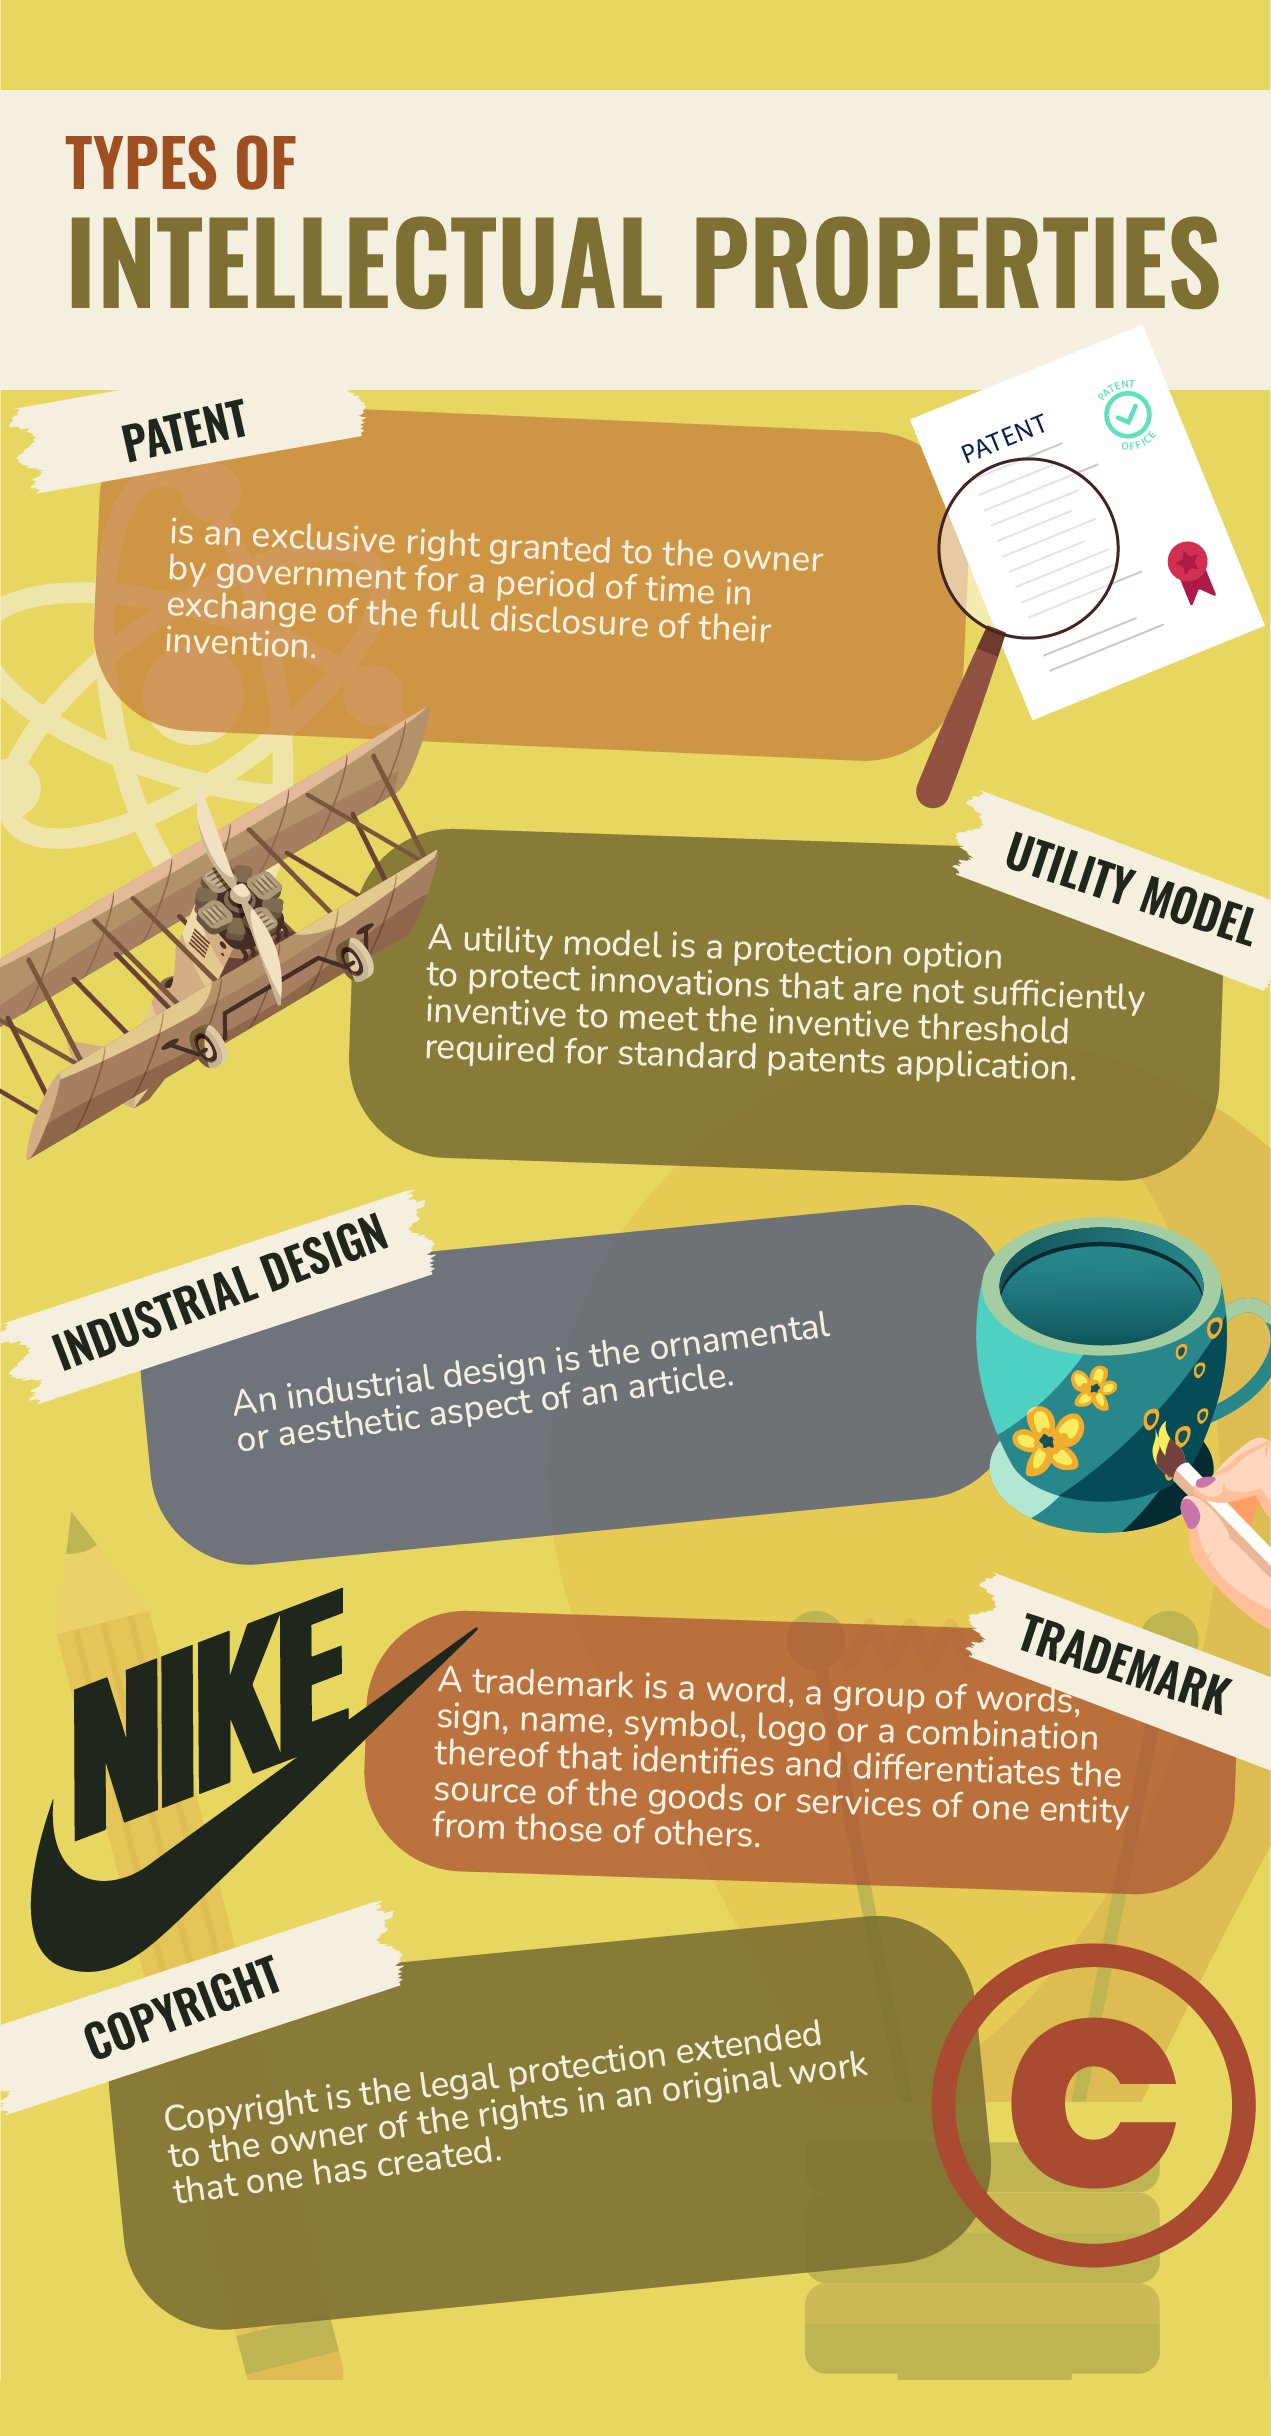 TYPES OF
INTELLECTUAL PROPERTIES
PATENT
is an exclusive right granted to the owner
by government for a period of time in
exchange of the full disclosure of their
invention.
PATENT
PATENT
OFFICE
UTILITY MODEL
A utility model is a protection option
to protect innovations that are not sufficiently
inventive to meet the inventive threshold
required for standard patents application.
INDUSTRIAL DESIGN
An industrial design is the ornamental
or aesthetic aspect of an article.
NIKE
TRADEMARK
A trademark is a word, a group of words,
sign, name, symbol, logo or a combination
thereof that identifies and differentiates the
source of the goods or services of one entity
from those of others.
COPYRIGHT
Copyright is the legal protection extended
to the owner of the rights in an original work
that one has created.
C